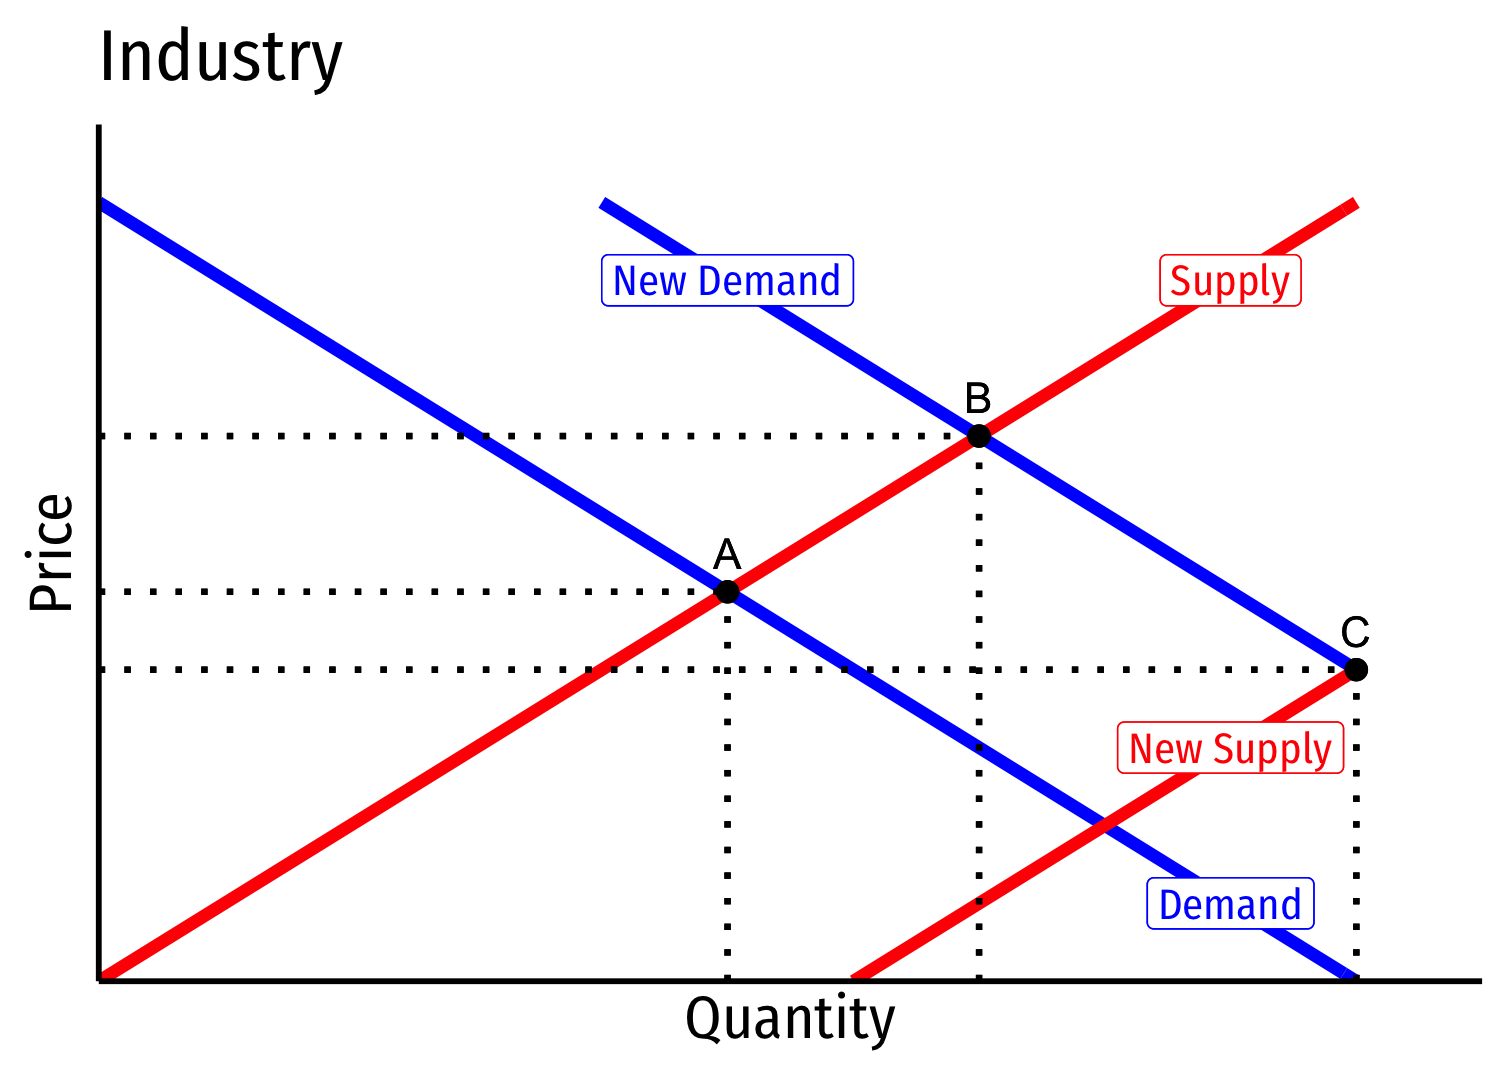 Industry
New Demand
Supply
B
A
C
Price
New Supply
Demand
Quantity